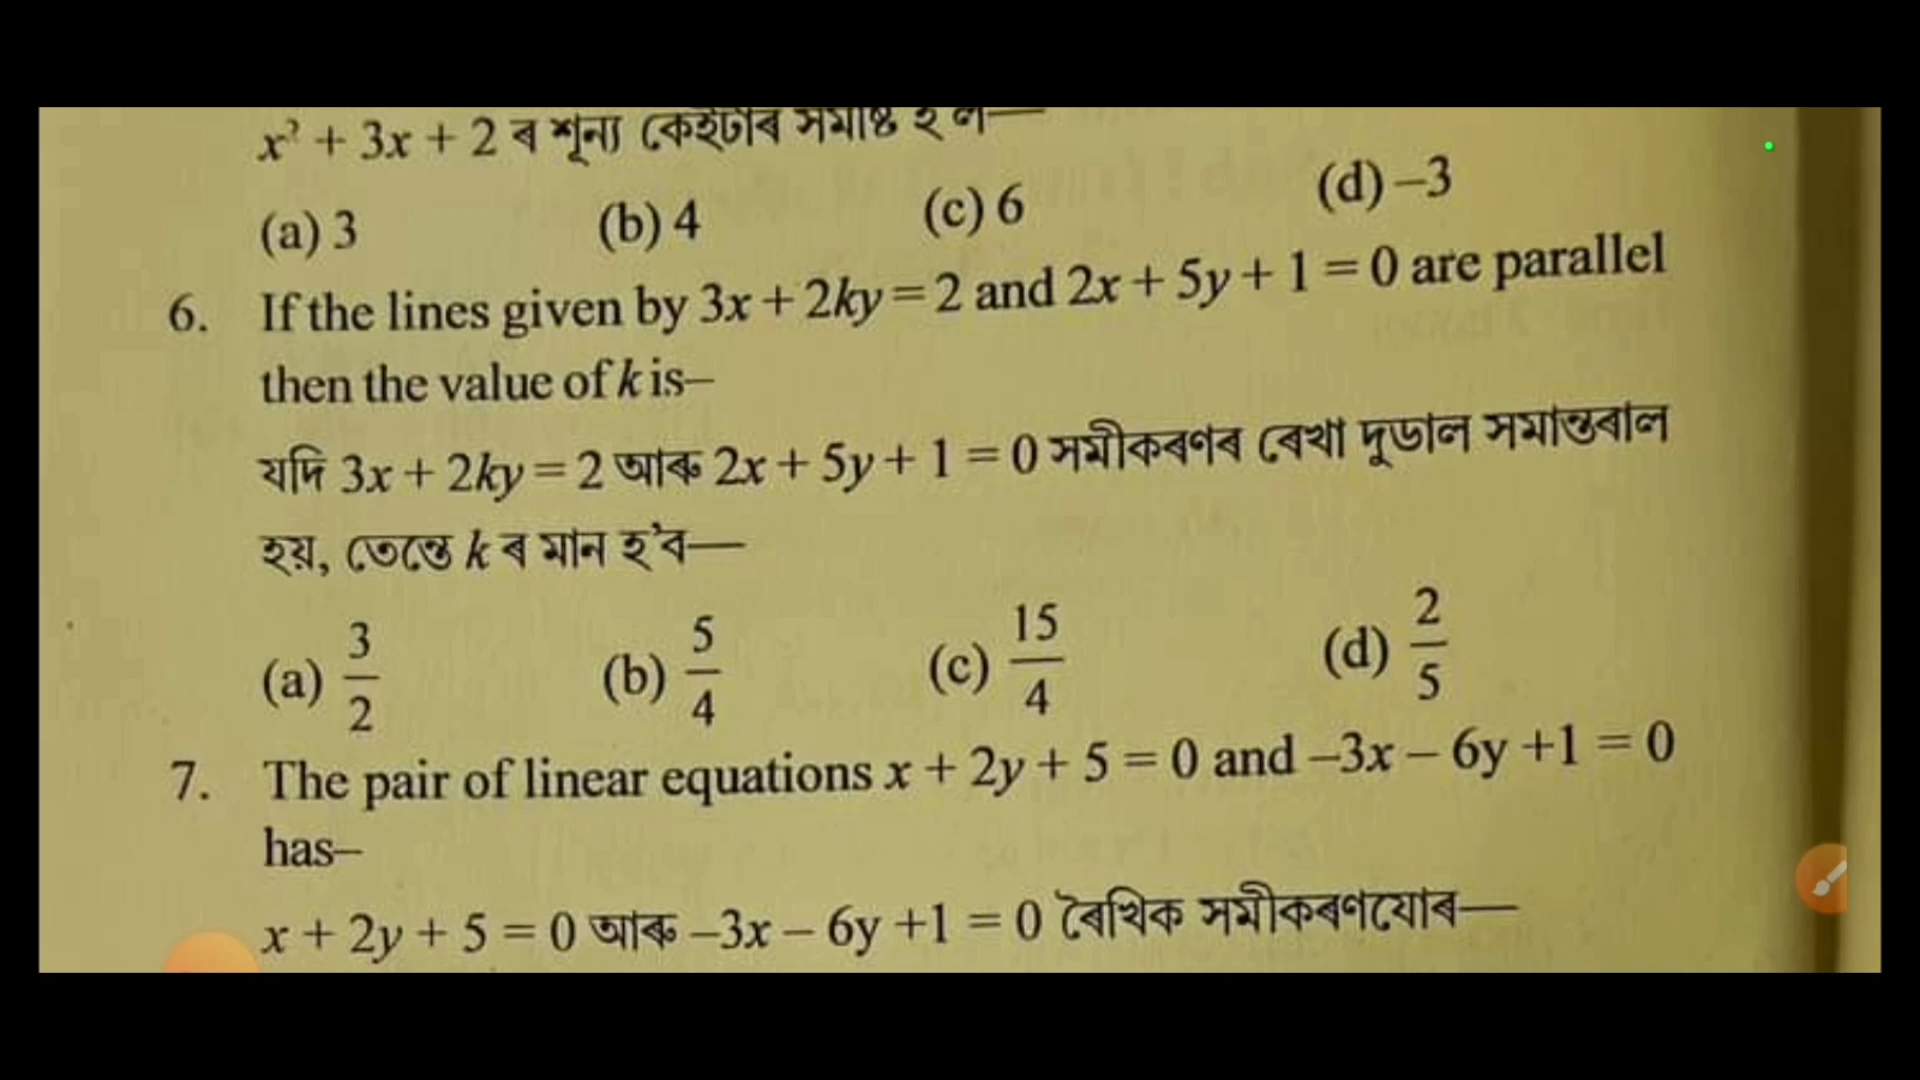 x² + 3x + 2 ৰ শূন্য কেইটাৰ সমষ্টি হ'ল—
(a) 3 (b) 4 (c) 6 (d) –3
6. If the lines given by 3x + 2ky = 2 and 2x + 5y + 1 = 0 are parallel
then the value of k is–
যদি 3x + 2ky = 2 আৰু 2x + 5y + 1 = 0 সমীকৰণৰ ৰেখা দুডাল সমান্তৰাল
হয়, তেন্তে k ৰ মান হ'ব—
(a) 3/2 (b) 5/4 (c) 15/4 (d) 2/5
7. The pair of linear equations x + 2y + 5 = 0 and –3x – 6y +1 = 0
has–
x + 2y + 5 = 0 আৰু –3x – 6y +1 = 0 ৰৈখিক সমীকৰণযোৰ—